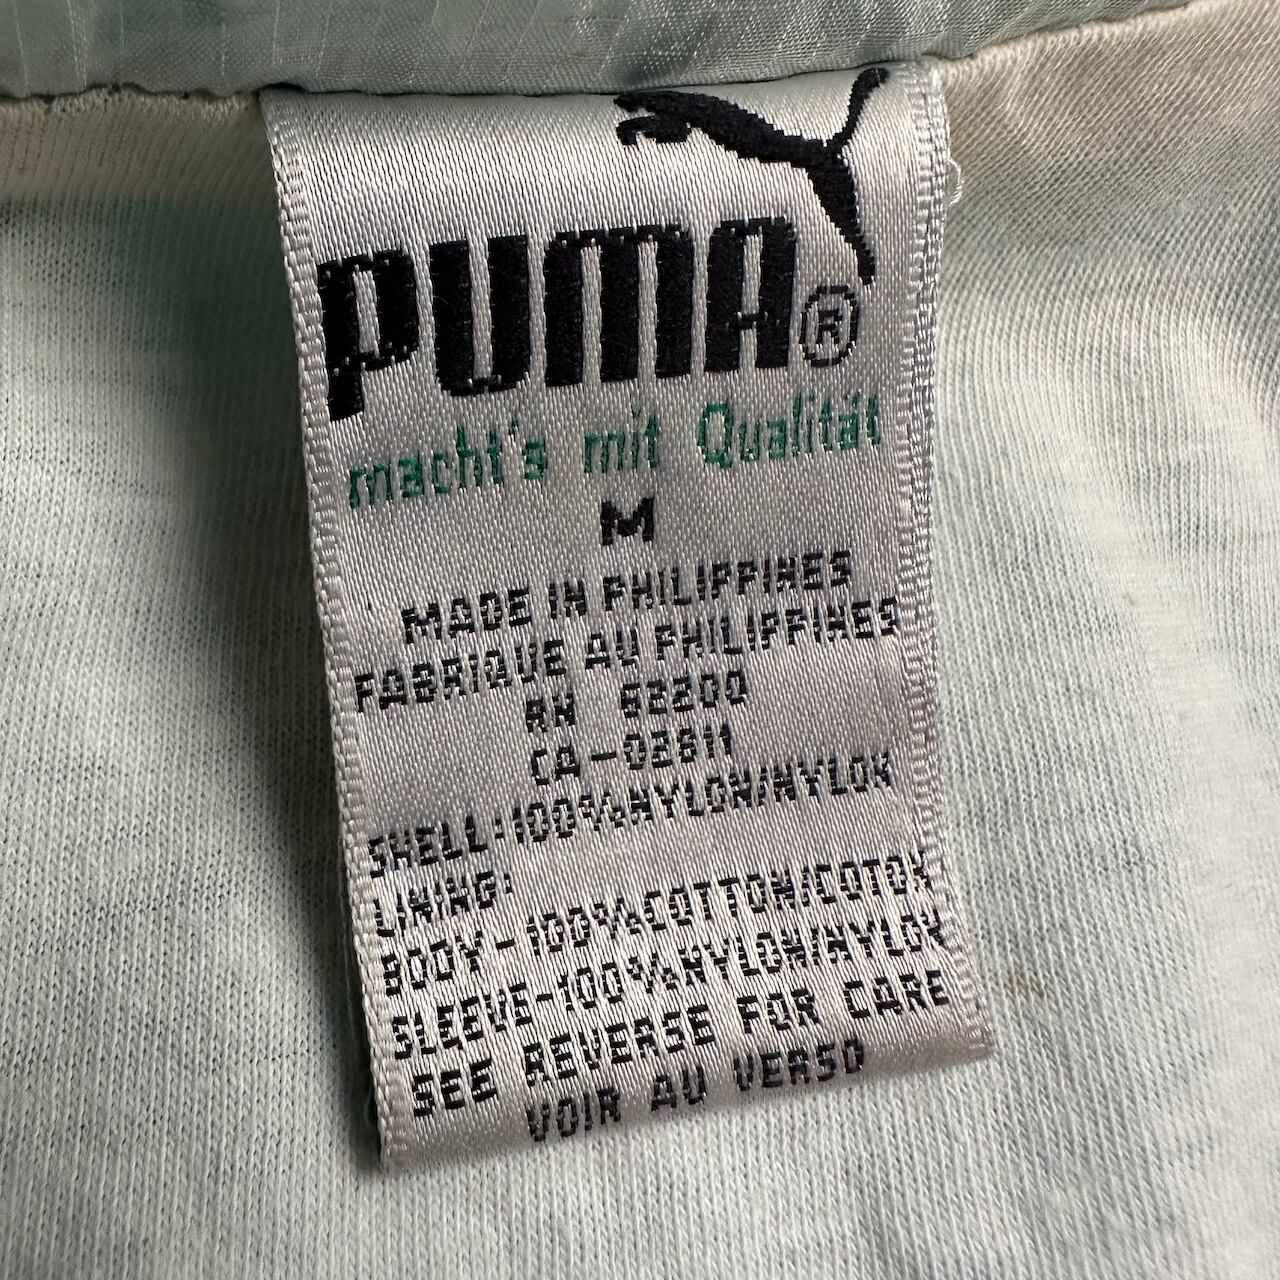 PUMA®
macht's mit Qualität
M
MADE IN PHILIPPINES
FABRIQUE AU PHILIPPINES
RN 62200
CA-02811
SHELL:100%NYLON/NYLON
LINING:
BODY-100%COTTON/COTON
SLEEVE-100%NYLON/NYLON
SEE REVERSE FOR CARE
VOIR AU VERSO